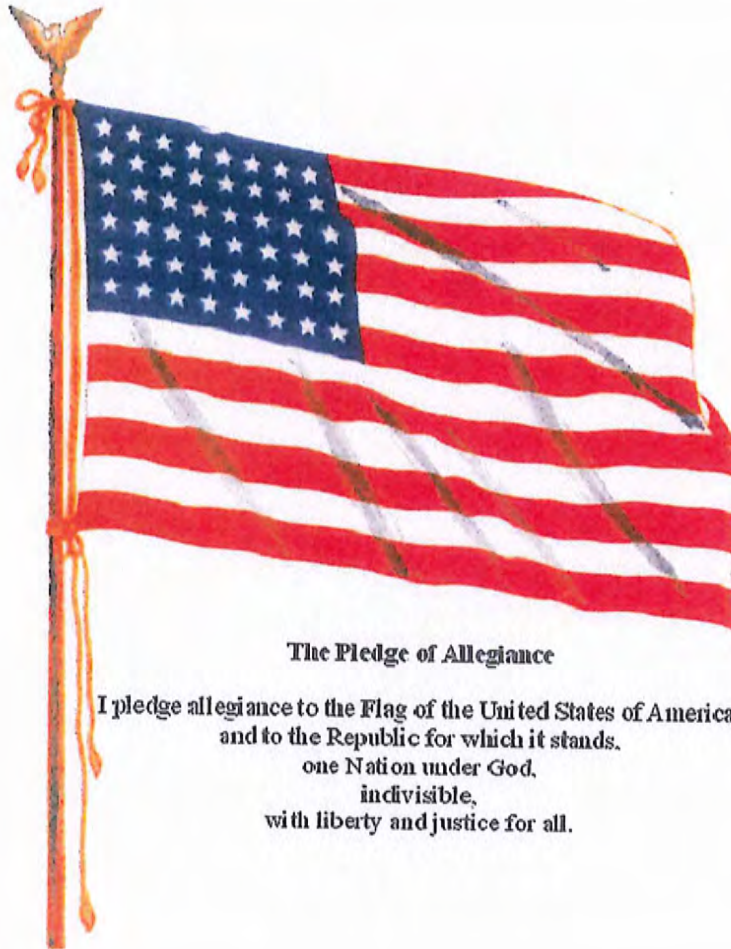 The Pledge of Allegiance
I pledge allegiance to the Flag of the United States of America
and to the Republic for which it stands.
one Nation under God,
indivisible,
with liberty and justice for all.